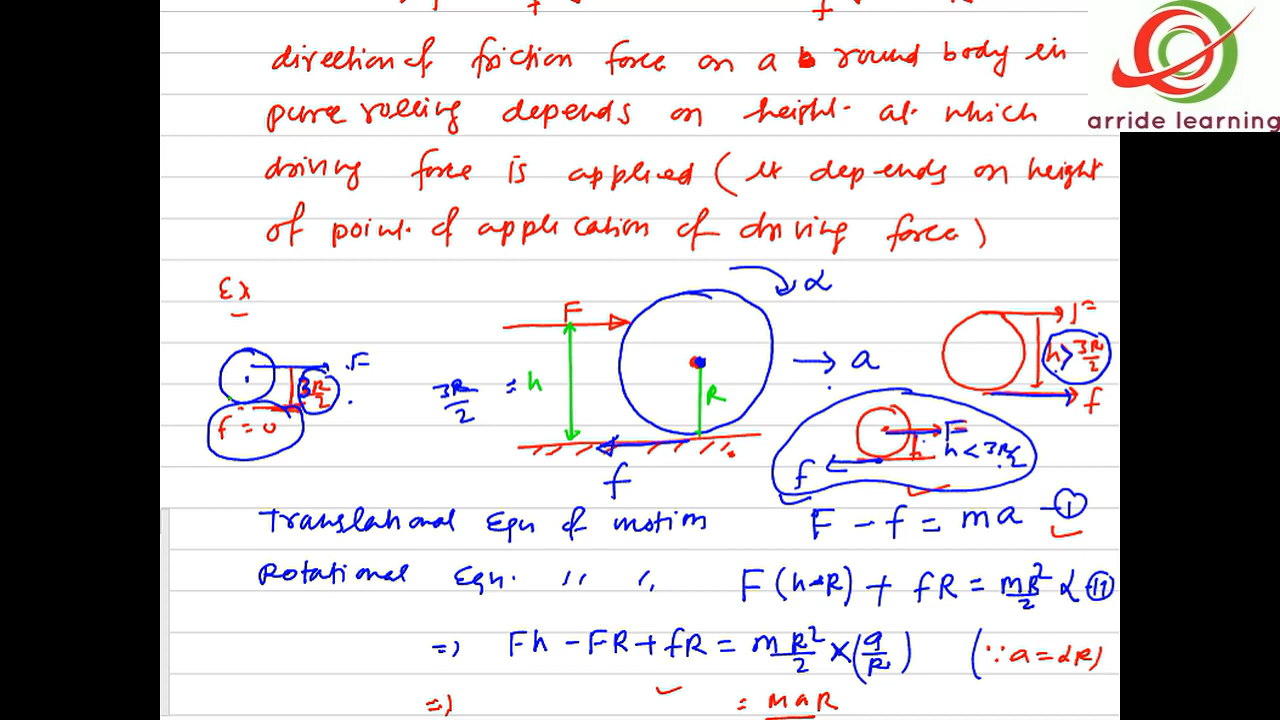 direction of friction force on a round body in
arride learning
pure rolling depends on height at which
driving force is applied (it depends on height
of point of application of driving force)
Ex
F
α
F
h > 3R/2
F
3R/2
f = 0
3R/2 = h
R
a
f
F
h
h < 3R/2
f
f
Translational Eqn of motion F - f = ma - ①
Rotational Eqn. " " F(h-R) + fR = mR²/2 α ⑪
=> Fh - FR + fR = mR²/2 × (a/R) (∵ a = αR)
=> = maR